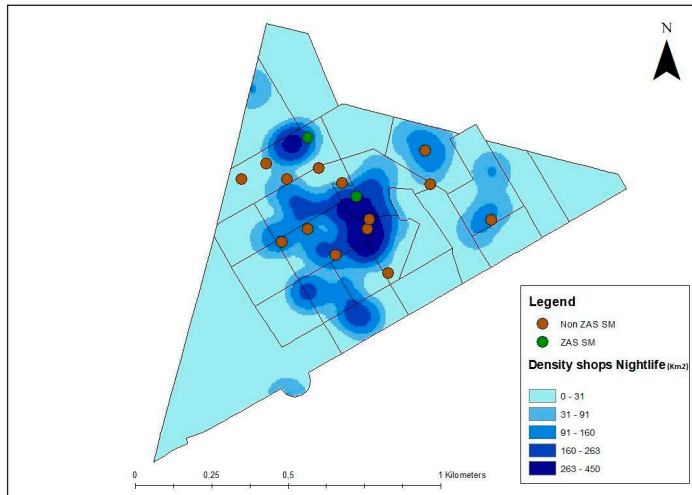 N
Legend
Non ZAS SM
ZAS SM
Density shops Nightlife (Km2)
0 - 31
31 - 91
91 - 160
160 - 263
263 - 450
0 0,25 0,5 1 Kilometers